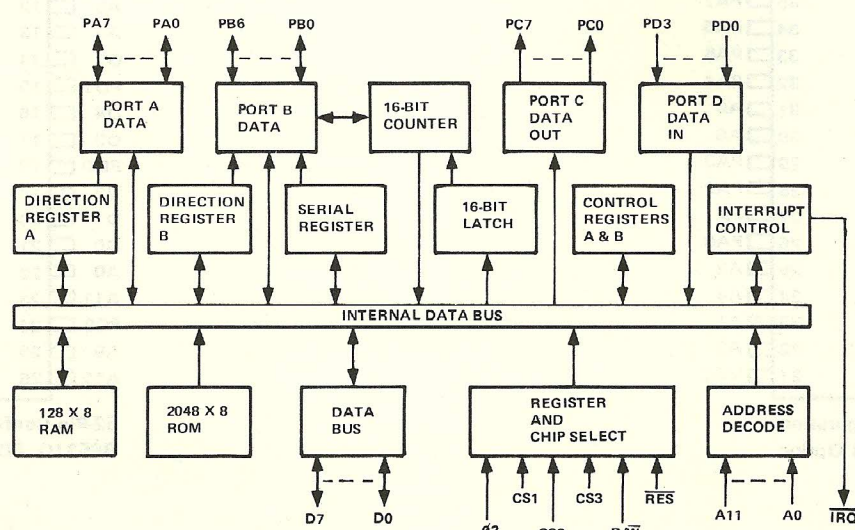 PA7 PA0 PB6 PB0 PC7 PC0 PD3 PD0
PORT A
DATA
PORT B
DATA
16-BIT
COUNTER
PORT C
DATA
OUT
PORT D
DATA
IN
DIRECTION
REGISTER
A
DIRECTION
REGISTER
B
SERIAL
REGISTER
16-BIT
LATCH
CONTROL
REGISTERS
A & B
INTERRUPT
CONTROL
INTERNAL DATA BUS
128 X 8
RAM
2048 X 8
ROM
DATA
BUS
REGISTER
AND
CHIP SELECT
ADDRESS
DECODE
D7 D0
CS1 CS3 RES
A11 A0 IRQ